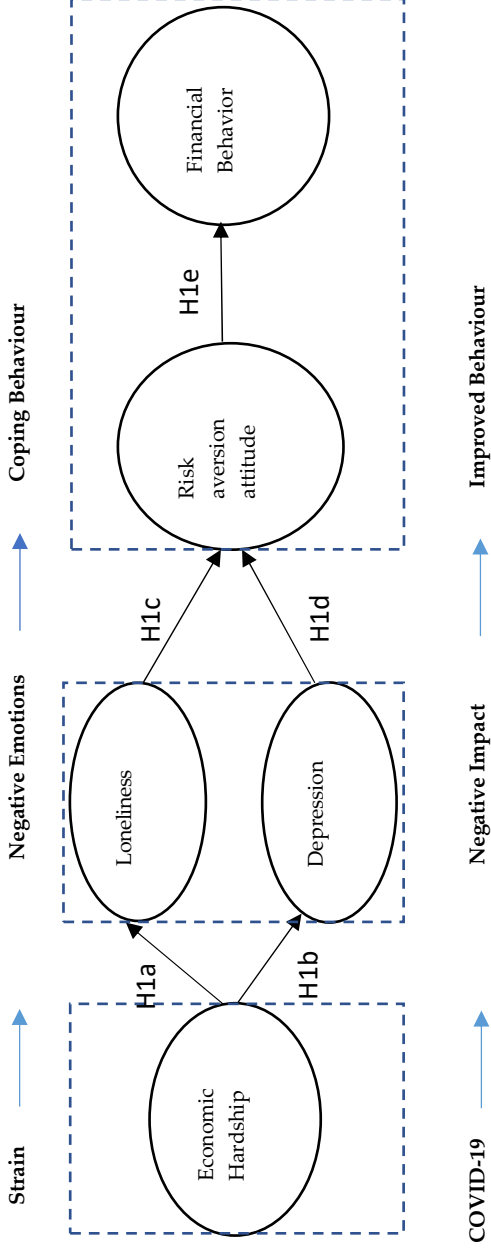 Strain
Negative Emotions
Coping Behaviour
Economic
Hardship
H1a
H1b
Loneliness
Depression
H1c
H1d
Risk
aversion
attitude
H1e
Financial
Behavior
COVID-19
Negative Impact
Improved Behaviour